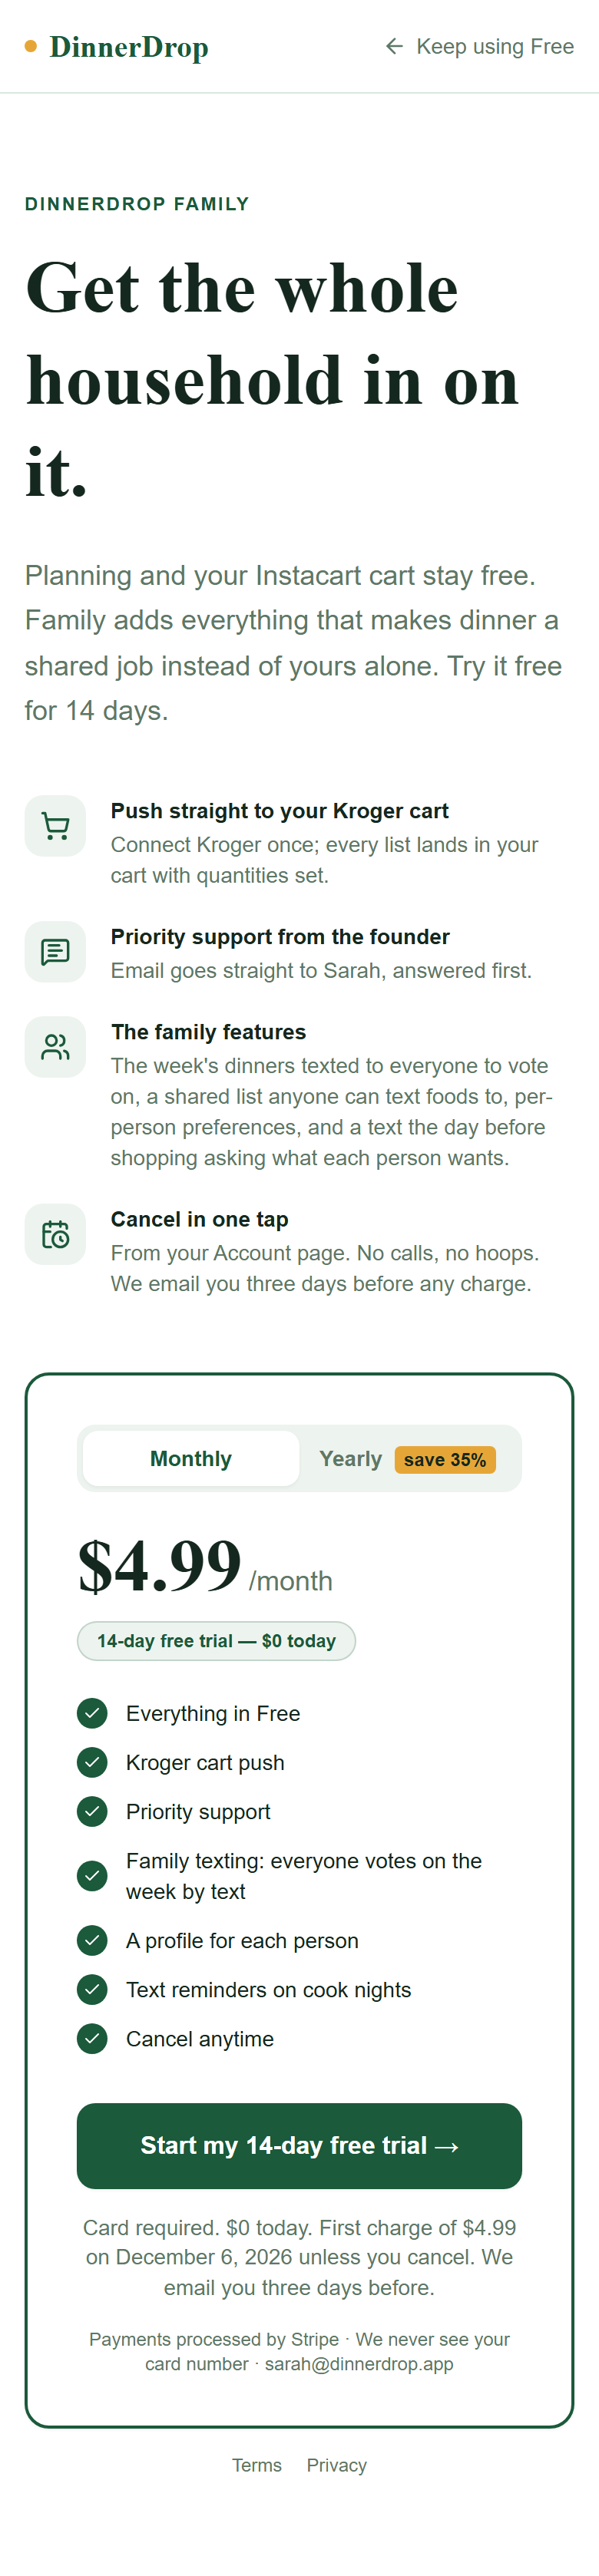 DinnerDrop
← Keep using Free
DINNERDROP FAMILY
Get the whole
household in on
it.
Planning and your Instacart cart stay free.
Family adds everything that makes dinner a
shared job instead of yours alone. Try it free
for 14 days.
Push straight to your Kroger cart
Connect Kroger once; every list lands in your
cart with quantities set.
Priority support from the founder
Email goes straight to Sarah, answered first.
The family features
The week's dinners texted to everyone to vote
on, a shared list anyone can text foods to, per-
person preferences, and a text the day before
shopping asking what each person wants.
Cancel in one tap
From your Account page. No calls, no hoops.
We email you three days before any charge.
Monthly
Yearly save 35%
$4.99 /month
14-day free trial — $0 today
Everything in Free
Kroger cart push
Priority support
Family texting: everyone votes on the
week by text
A profile for each person
Text reminders on cook nights
Cancel anytime
Start my 14-day free trial →
Card required. $0 today. First charge of $4.99
on December 6, 2026 unless you cancel. We
email you three days before.
Payments processed by Stripe · We never see your
card number · sarah@dinnerdrop.app
Terms Privacy